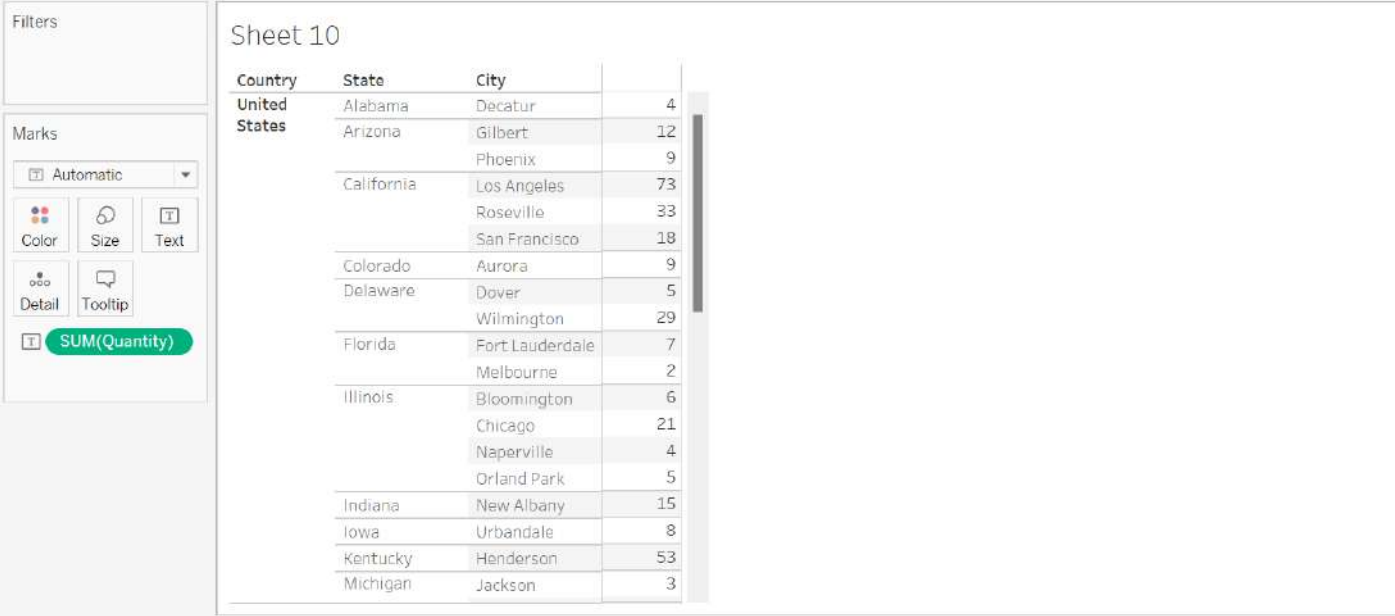 Filters
Marks
Automatic
Color Size Text
Detail Tooltip
SUM(Quantity)
Sheet 10
Country State City
United States Alabama Decatur 4
Arizona Gilbert 12
Phoenix 9
California Los Angeles 73
Roseville 33
San Francisco 18
Colorado Aurora 9
Delaware Dover 5
Wilmington 29
Florida Fort Lauderdale 7
Melbourne 2
Illinois Bloomington 6
Chicago 21
Naperville 4
Orland Park 5
Indiana New Albany 15
Iowa Urbandale 8
Kentucky Henderson 53
Michigan Jackson 3